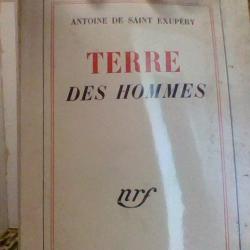 ANTOINE DE SAINT EXUPÉRY
TERRE
DES HOMMES
nrf